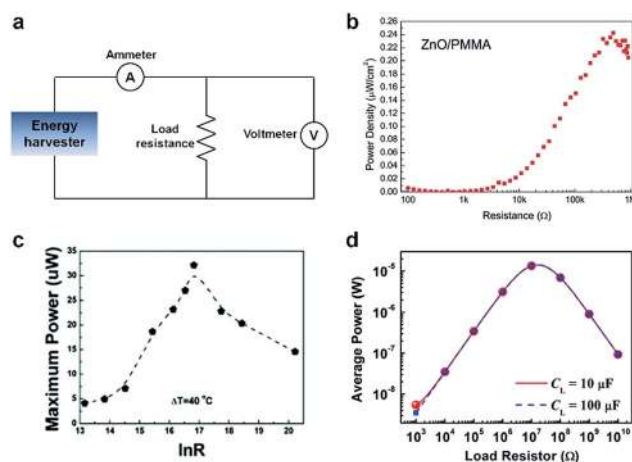 a
Ammeter
A
Energy
harvester
Load
resistance
Voltmeter
V
b
ZnO/PMMA
Power Density (μW/cm²)
0.26
0.24
0.22
0.20
0.18
0.16
0.14
0.12
0.10
0.08
0.06
0.04
0.02
0.00
100 1k 10k 100k 1M
Resistance (Ω)
c
Maximum Power (uW)
35
30
25
20
15
10
5
0
ΔT=40 °C
13 14 15 16 17 18 19 20 21
lnR
d
Average Power (W)
10⁻⁵
10⁻⁶
10⁻⁷
10⁻⁸
C_L = 10 μF
C_L = 100 μF
10³ 10⁴ 10⁵ 10⁶ 10⁷ 10⁸ 10⁹ 10¹⁰
Load Resistor (Ω)